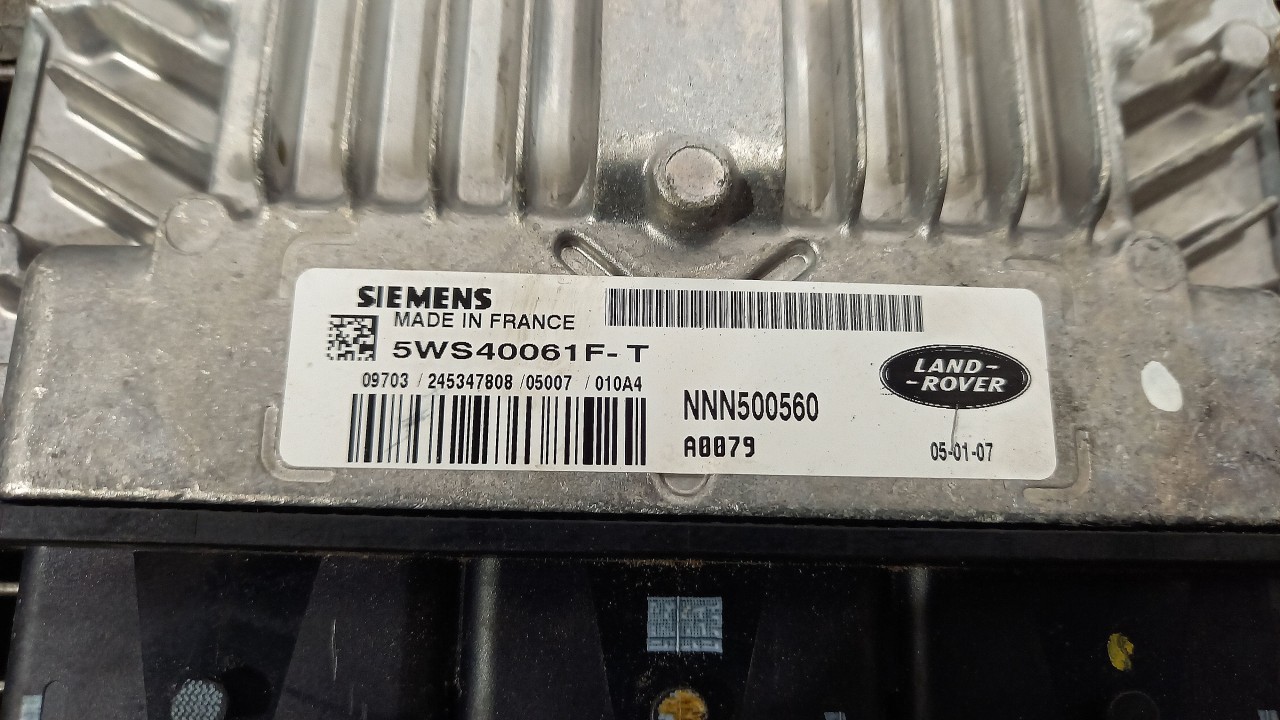 SIEMENS
MADE IN FRANCE
5WS40061F-T
09703 / 245347808 /05007 / 010A4
NNN500560
A0079
LAND-
-ROVER
05-01-07